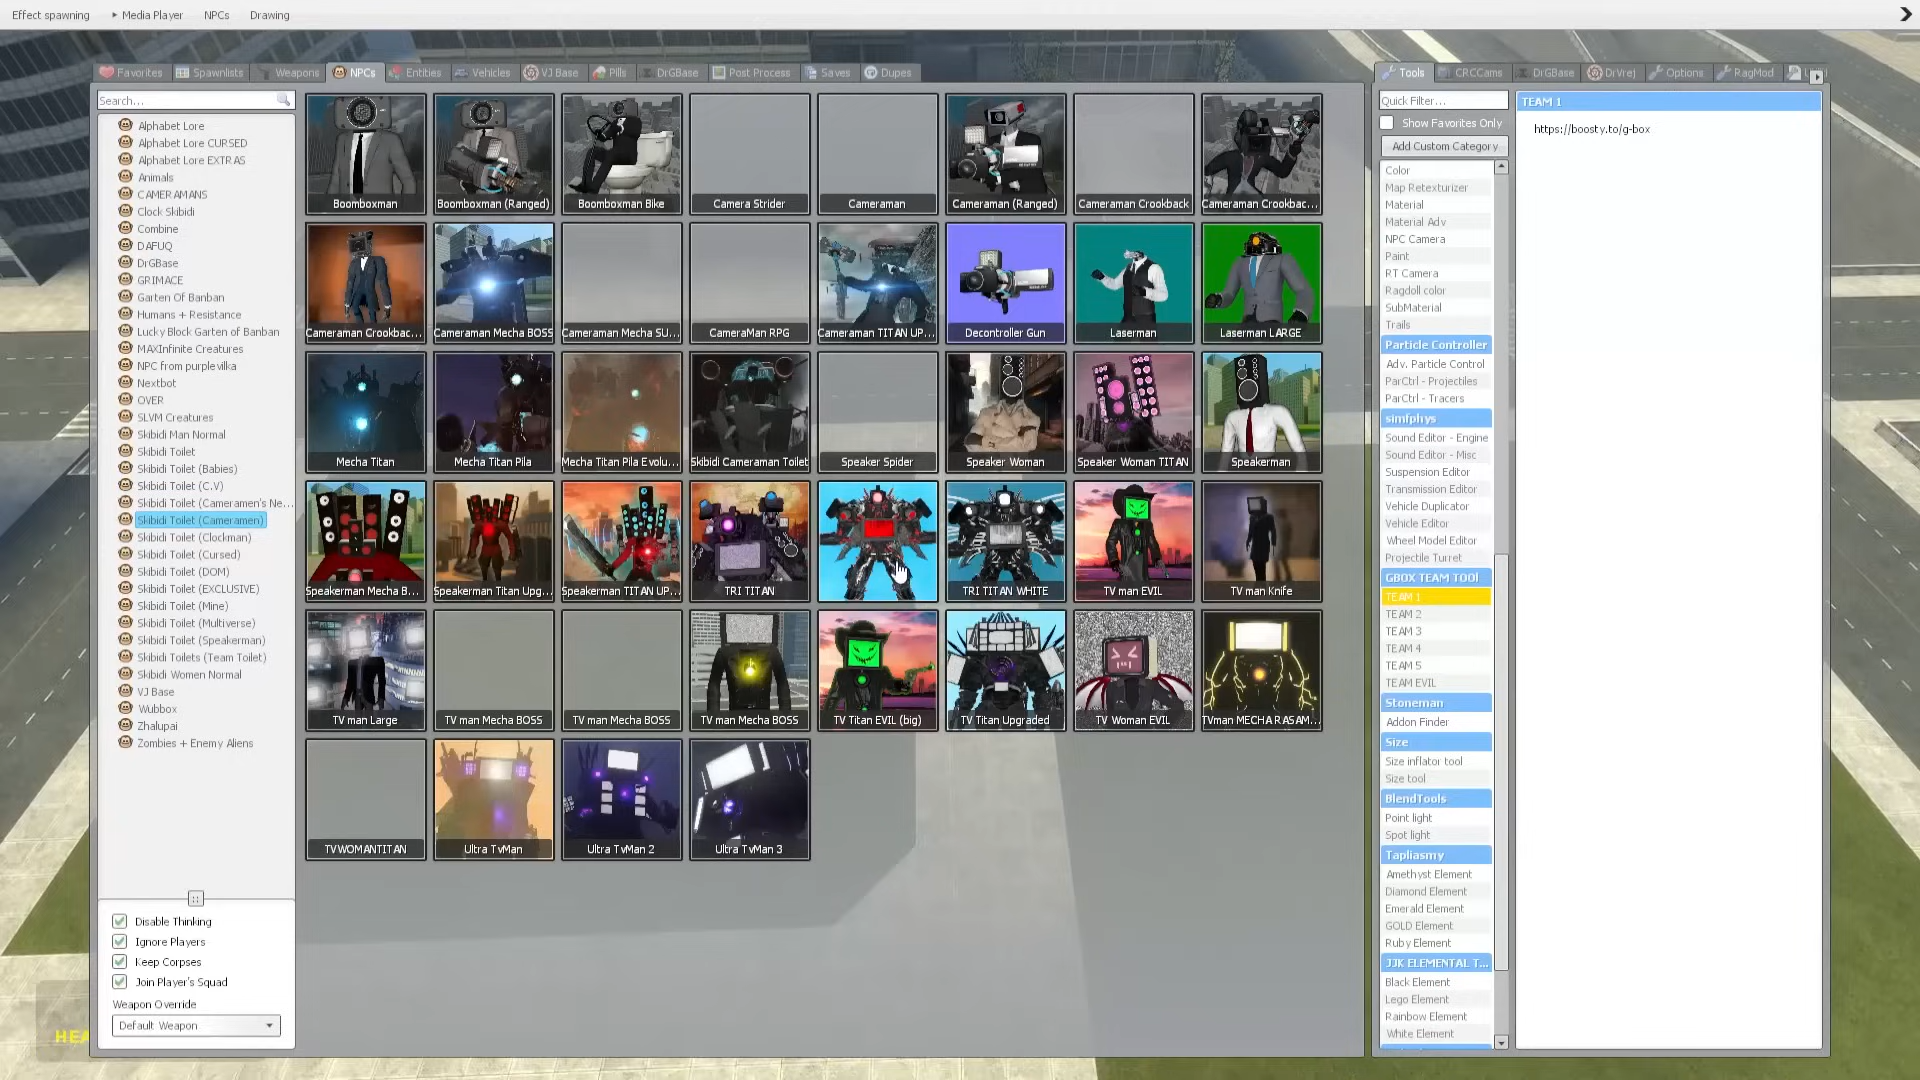 Effect spawning
Media Player
NPCs
Drawing
Favorites
Spawnlists
Weapons
NPCs
Entities
Vehicles
VJ Base
Pills
DrGBase
Post Process
Saves
Dupes
Search...
Alphabet Lore
Alphabet Lore CURSED
Alphabet Lore EXTRAS
Animals
CAMERAMANS
Clock Skibidi
Combine
DAFUQ
DrGBase
GRIMACE
Garten Of Banban
Humans + Resistance
Lucky Block Garten of Banban
MAXInfinite Creatures
NPC from purplevilka
Nextbot
OVER
SLVM Creatures
Skibidi Man Normal
Skibidi Toilet
Skibidi Toilet (Babies)
Skibidi Toilet (C.V)
Skibidi Toilet (Cameramen's Ne...
Skibidi Toilet (Cameramen)
Skibidi Toilet (Clockman)
Skibidi Toilet (Cursed)
Skibidi Toilet (DOM)
Skibidi Toilet (EXCLUSIVE)
Skibidi Toilet (Mine)
Skibidi Toilet (Multiverse)
Skibidi Toilet (Speakerman)
Skibidi Toilets (Team Toilet)
Skibidi Women Normal
VJ Base
Wubbox
Zhalupai
Zombies + Enemy Aliens
Disable Thinking
Ignore Players
Keep Corpses
Join Player's Squad
Weapon Override
Default Weapon
Boomboxman
Boomboxman (Ranged)
Boomboxman Bike
Camera Strider
Cameraman
Cameraman (Ranged)
Cameraman Crookback
Cameraman Crookbac...
Cameraman Crookbac...
Cameraman Mecha BOSS
Cameraman Mecha SU...
CameraMan RPG
Cameraman TITAN UP...
Decontroller Gun
Laserman
Laserman LARGE
Mecha Titan
Mecha Titan Pila
Mecha Titan Pila Evolu...
Skibidi Cameraman Toilet
Speaker Spider
Speaker Woman
Speaker Woman TITAN
Speakerman
Speakerman Mecha B...
Speakerman Titan Upg...
Speakerman TITAN UP...
TRI TITAN
TRI TITAN WHITE
TV man EVIL
TV man Knife
TV man Large
TV man Mecha BOSS
TV man Mecha BOSS
TV man Mecha BOSS
TV Titan EVIL (big)
TV Titan Upgraded
TV Woman EVIL
TVman MECHA RASAM...
TVWOMANTITAN
Ultra TvMan
Ultra TvMan 2
Ultra TvMan 3
Tools
CRCCams
DrGBase
DrVrej
Options
RagMod
Quick Filter...
Show Favorites Only
Add Custom Category
Color
Map Retexturizer
Material
Material Adv
NPC Camera
Paint
RT Camera
Ragdoll color
SubMaterial
Trails
Particle Controller
Adv. Particle Control
ParCtrl - Projectiles
ParCtrl - Tracers
simfphys
Sound Editor - Engine
Sound Editor - Misc
Suspension Editor
Transmission Editor
Vehicle Duplicator
Vehicle Editor
Wheel Model Editor
Projectile Turret
GBOX TEAM TOOl
TEAM 1
TEAM 2
TEAM 3
TEAM 4
TEAM 5
TEAM EVIL
Stoneman
Addon Finder
Size
Size inflator tool
Size tool
BlendTools
Point light
Spot light
Tapliasmy
Amethyst Element
Diamond Element
Emerald Element
GOLD Element
Ruby Element
JJK ELEMENTAL T...
Black Element
Lego Element
Rainbow Element
White Element
TEAM 1
https://boosty.to/g-box